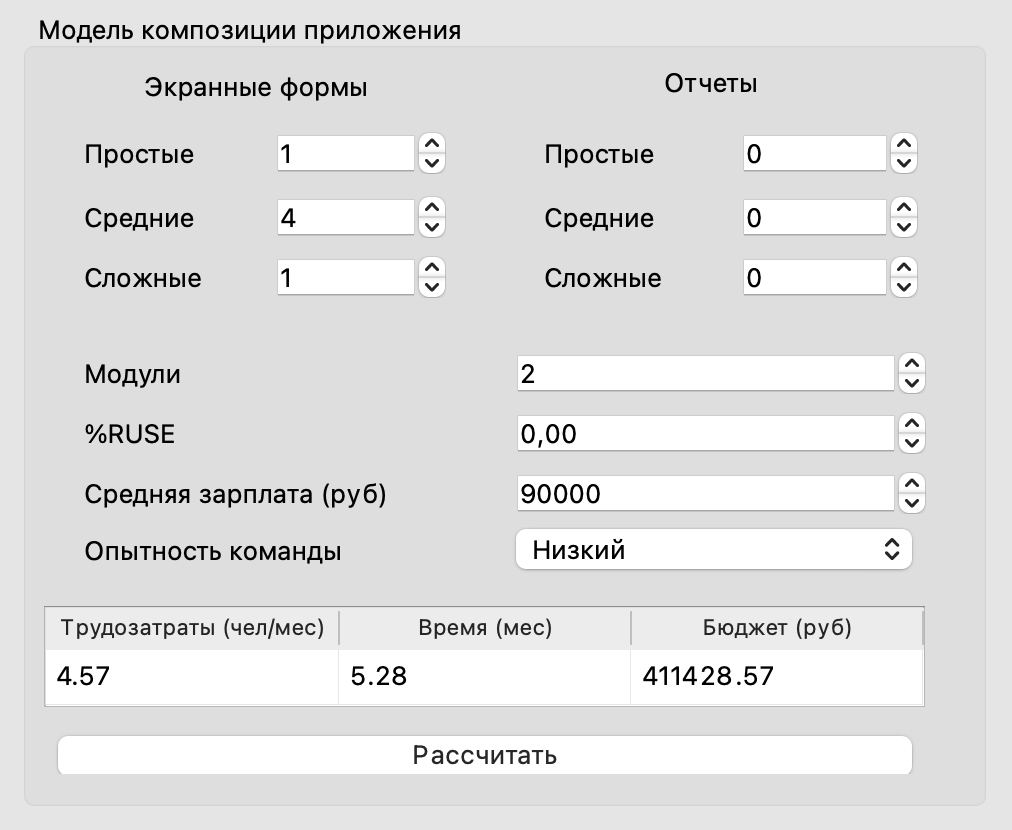 Модель композиции приложения
Экранные формы Отчеты
Простые 1 Простые 0
Средние 4 Средние 0
Сложные 1 Сложные 0
Модули 2
%RUSE 0,00
Средняя зарплата (руб) 90000
Опытность команды Низкий
Трудозатраты (чел/мес) Время (мес) Бюджет (руб)
4.57 5.28 411428.57
Рассчитать